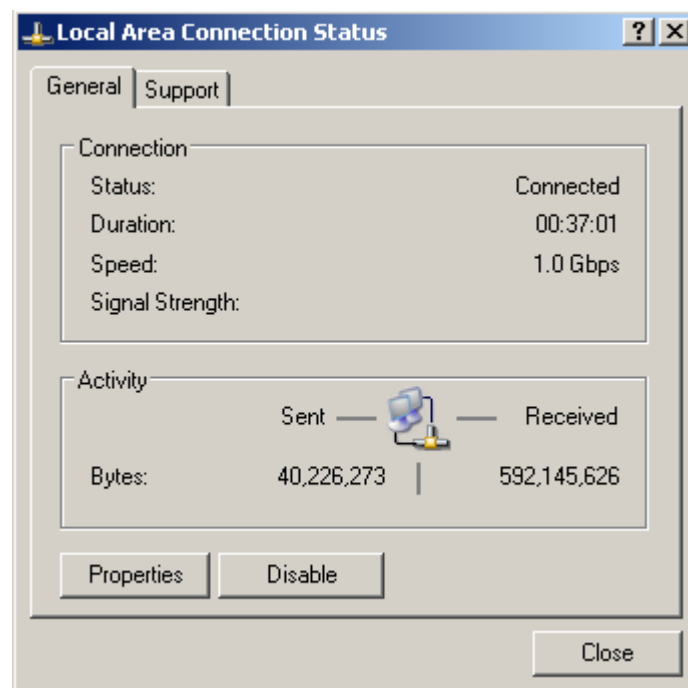 Local Area Connection Status
General Support
Connection
Status: Connected
Duration: 00:37:01
Speed: 1.0 Gbps
Signal Strength:
Activity
Sent Received
Bytes: 40,226,273 592,145,626
Properties Disable
Close